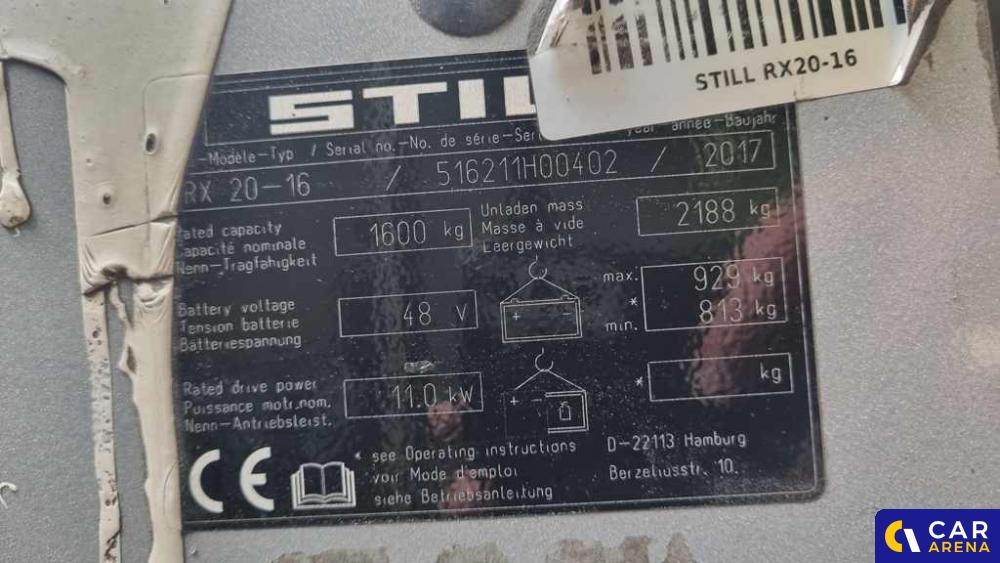 STILL RX20-16
STIL
-Modèle-Typ / Serial no.-No. de série-Ser year année-Baujahr
RX 20-16 / 516211H00402 / 2017
ated capacity
apacité nominale
Nenn-Tragfähigkeit
1600 kg
Unladen mass
Masse à vide
Leergewicht
2188 kg
Battery voltage
Tension batterie
Batteriespannung
48 V
+ -
max.
*
min.
929 kg
813 kg
Rated drive power
Puissance motr.nom.
Nenn-Antriebsleist.
11.0 kW
+ -
* kg
CE
* see Operating instructions
voir Mode d'emploi
siehe Betriebsanleitung
D-22113 Hamburg
Berzeliusstr. 10.
CAR
ARENA